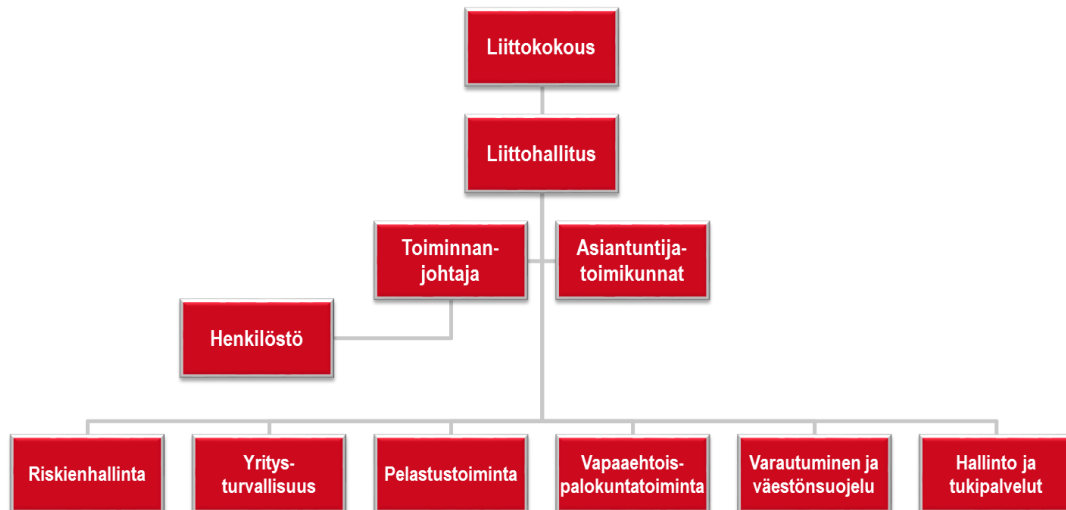 Liittokokous
Liittohallitus
Toiminnan-
johtaja
Asiantuntija-
toimikunnat
Henkilöstö
Riskienhallinta
Yritys-
turvallisuus
Pelastustoiminta
Vapaaehtois-
palokuntatoiminta
Varautuminen ja
väestönsuojelu
Hallinto ja
tukipalvelut